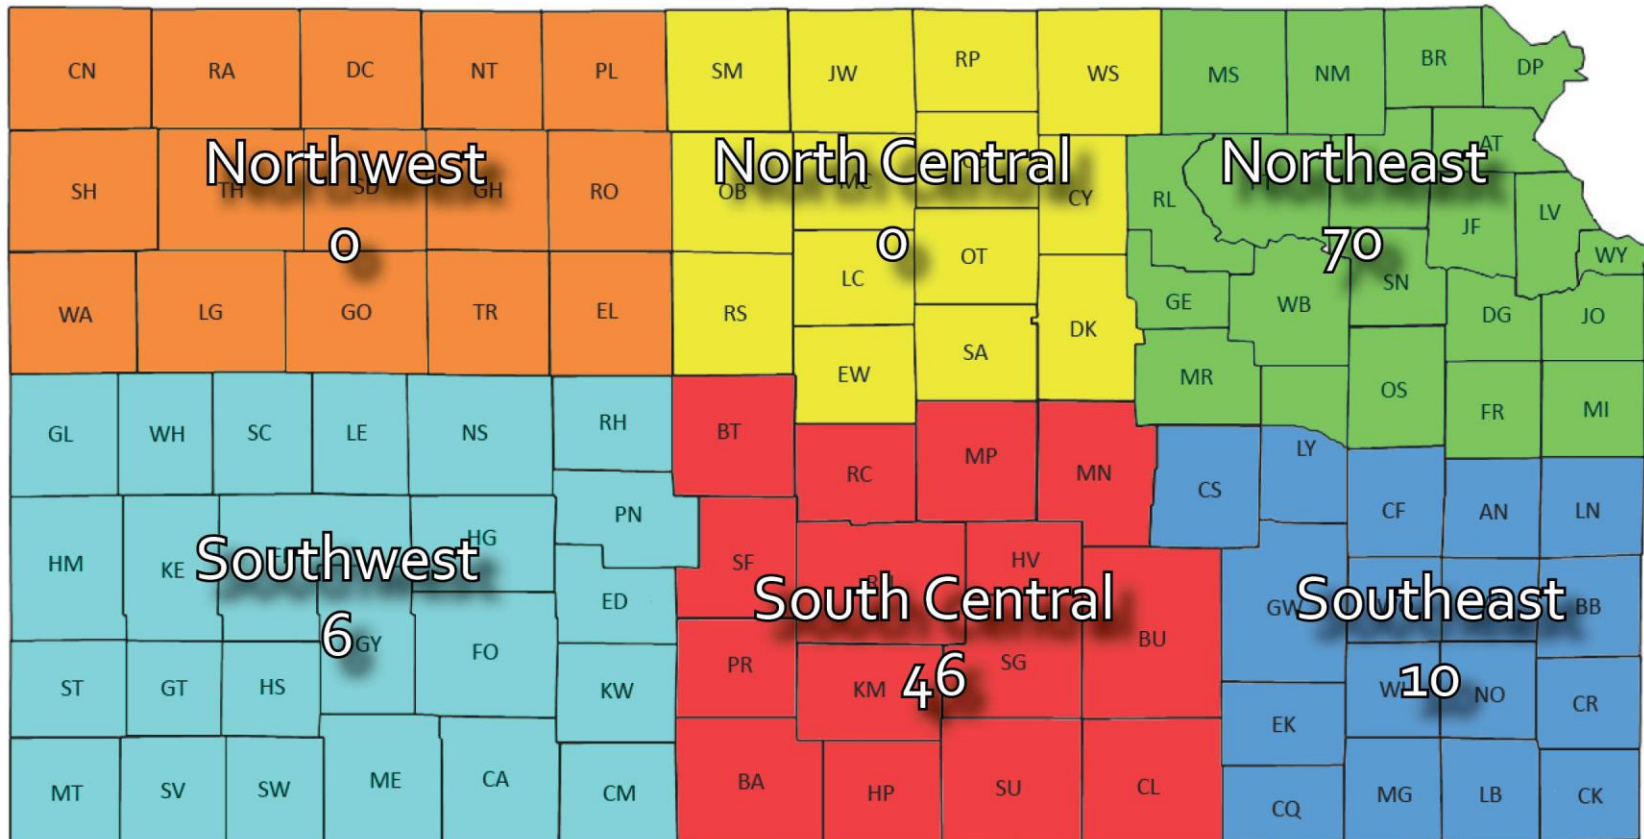 CN RA DC NT PL SM JW RP WS MS NM BR DP
Northwest North Central Northeast
0 0 70
SH TH SD GH RO OB MC CY RL AT JF LV WY
WA LG GO TR EL RS LC OT DK GE WB SN DG JO
EW SA MR OS FR MI
GL WH SC LE NS RH BT RC MP MN CS LY CF AN LN
HM KE HG PN SF HV BB
Southwest South Central Southeast
6 46 10
GY FO ED PR SG BU GW
ST GT HS KW KM EK NO CR
MT SV SW ME CA CM BA HP SU CL CQ MG LB CK